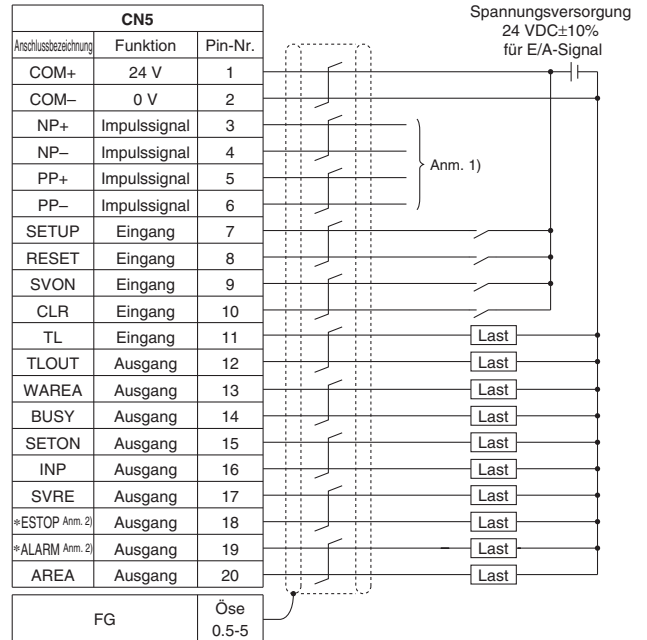 CN5
Spannungsversorgung
24 VDC±10%
für E/A-Signal
Anschlussbezeichnung Funktion Pin-Nr.
COM+ 24 V 1
COM– 0 V 2
NP+ Impulssignal 3
NP– Impulssignal 4
Anm. 1)
PP+ Impulssignal 5
PP– Impulssignal 6
SETUP Eingang 7
RESET Eingang 8
SVON Eingang 9
CLR Eingang 10
TL Eingang 11 Last
TLOUT Ausgang 12 Last
WAREA Ausgang 13 Last
BUSY Ausgang 14 Last
SETON Ausgang 15 Last
INP Ausgang 16 Last
SVRE Ausgang 17 Last
*ESTOP Anm. 2) Ausgang 18 Last
*ALARM Anm. 2) Ausgang 19 Last
AREA Ausgang 20 Last
FG Öse
0.5-5